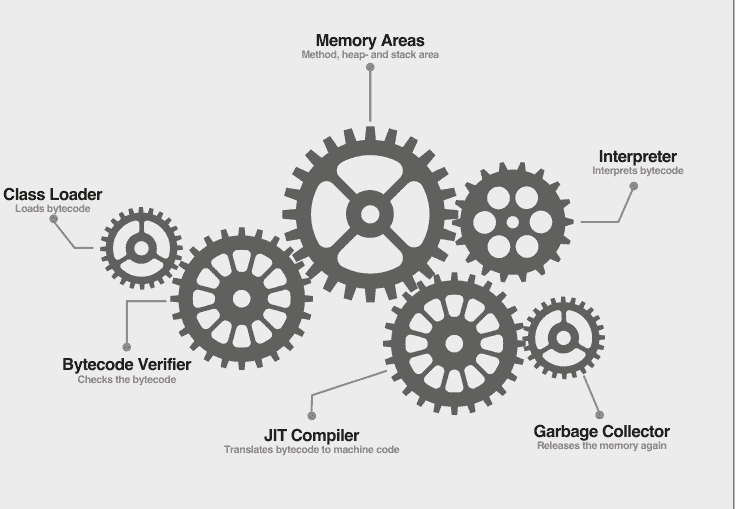 Memory Areas
Method, heap- and stack area
Interpreter
Interprets bytecode
Class Loader
Loads bytecode
Bytecode Verifier
Checks the bytecode
JIT Compiler
Translates bytecode to machine code
Garbage Collector
Releases the memory again